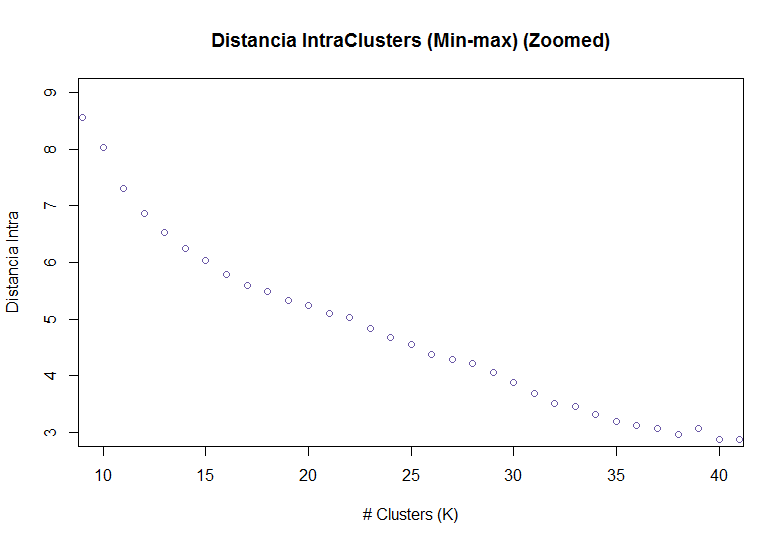 Distancia IntraClusters (Min-max) (Zoomed)
Distancia Intra
9
8
7
6
5
4
3
10 15 20 25 30 35 40
# Clusters (K)